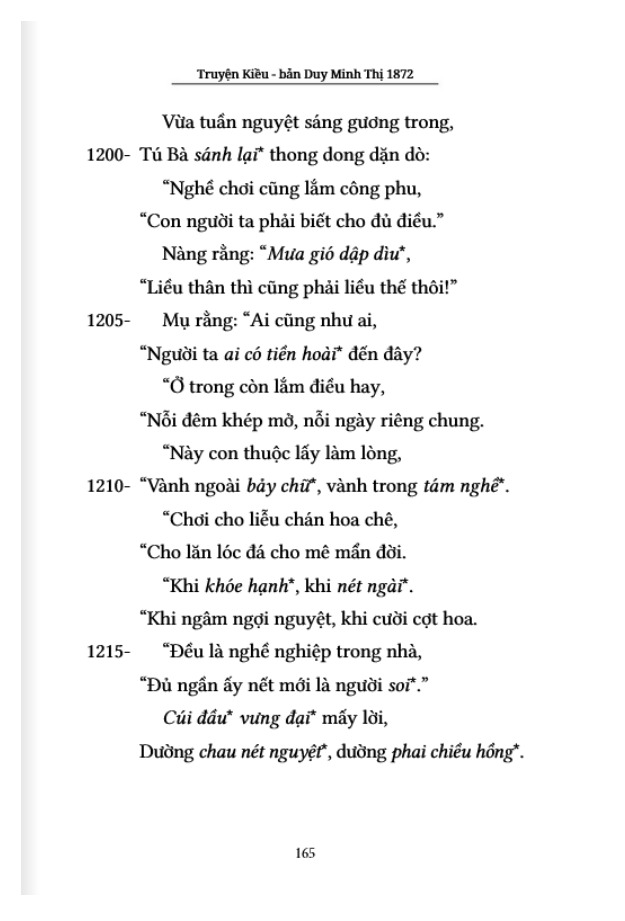 Truyện Kiều - bản Duy Minh Thị 1872
Vừa tuần nguyệt sáng gương trong,
1200- Tú Bà sánh lại* thong dong dặn dò:
“Nghề chơi cũng lắm công phu,
“Con người ta phải biết cho đủ điều.”
Nàng rằng: “Mưa gió dập dìu*,
“Liều thân thì cũng phải liều thế thôi!”
1205- Mụ rằng: “Ai cũng như ai,
“Người ta ai có tiền hoài* đến đây?
“Ở trong còn lắm điều hay,
“Nỗi đêm khép mở, nỗi ngày riêng chung.
“Này con thuộc lấy làm lòng,
1210- “Vành ngoài bảy chữ*, vành trong tám nghề*.
“Chơi cho liễu chán hoa chê,
“Cho lăn lóc đá cho mê mẩn đời.
“Khi khóe hạnh*, khi nét ngài*.
“Khi ngâm ngợi nguyệt, khi cười cợt hoa.
1215- “Đều là nghề nghiệp trong nhà,
“Đủ ngần ấy nết mới là người soi*.”
Cúi đầu* vưng đại* mấy lời,
Dường chau nét nguyệt*, dường phai chiều hồng*.
165